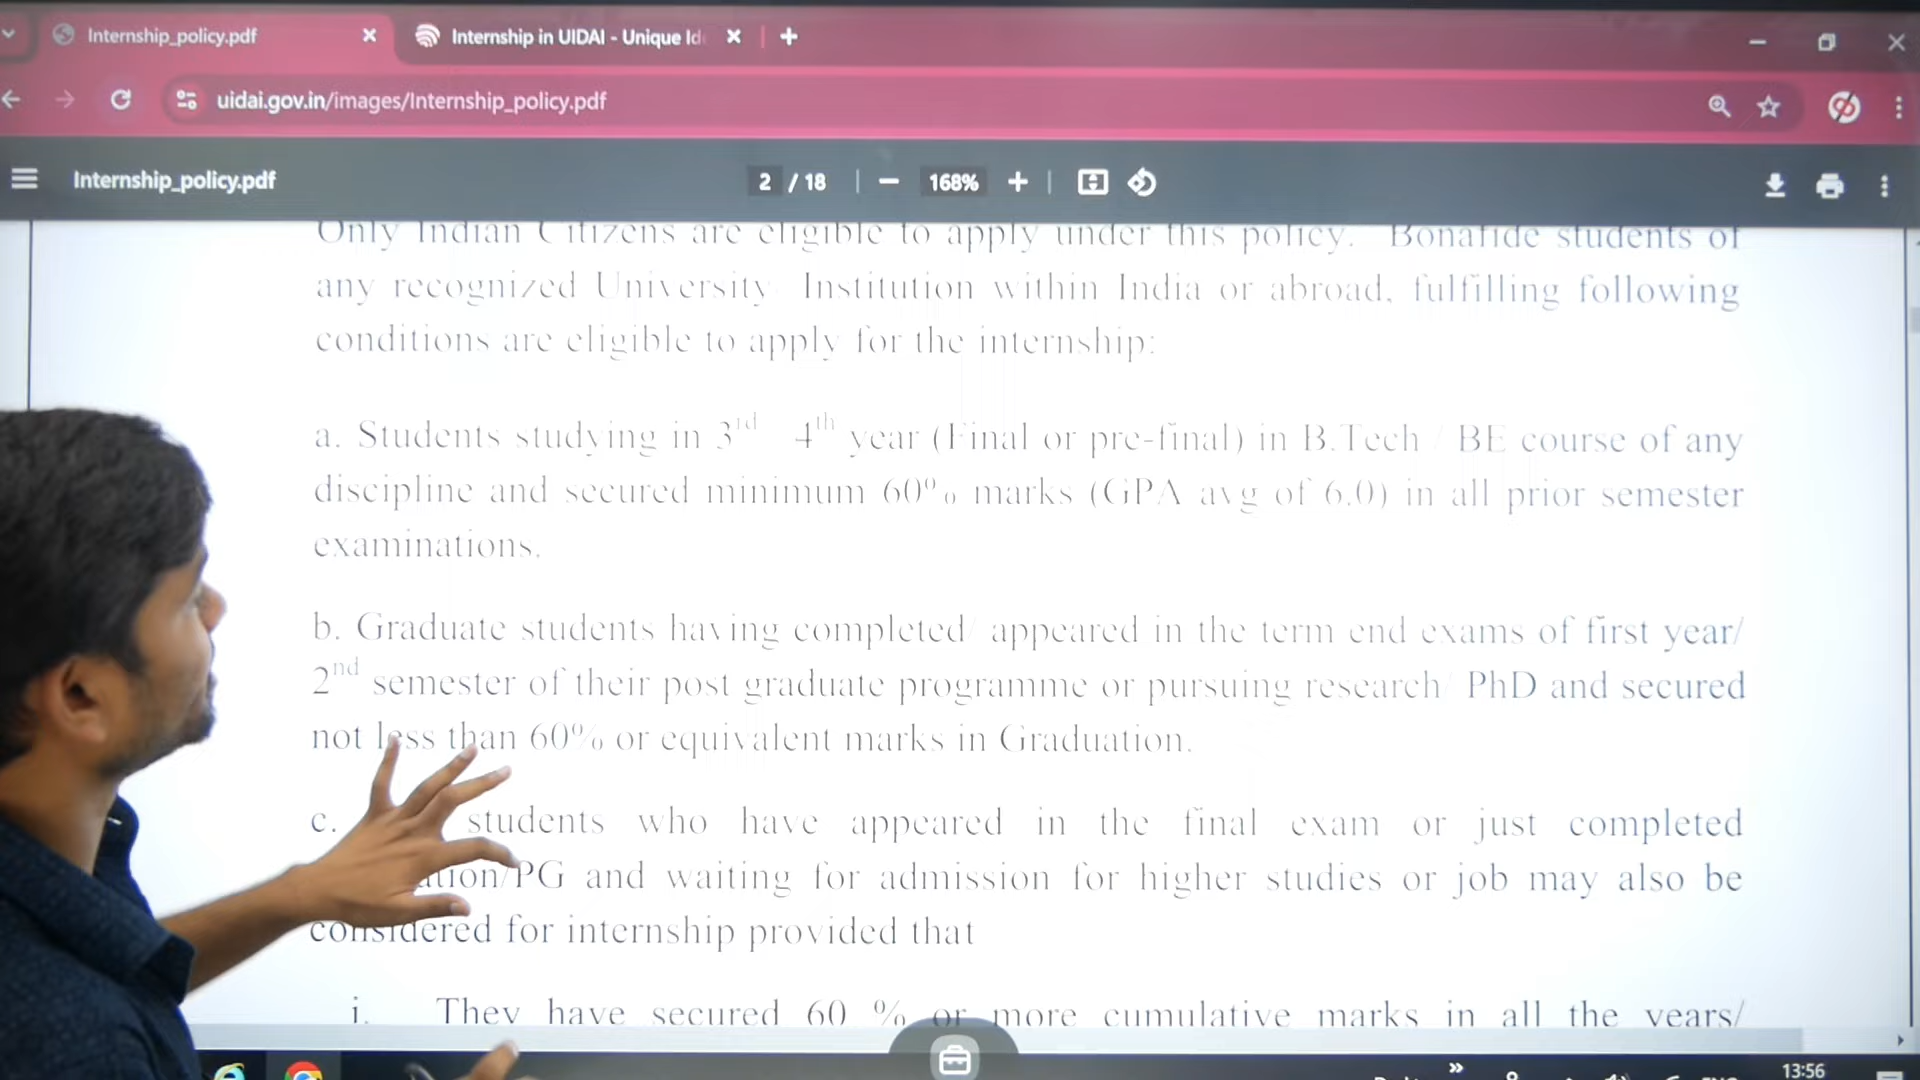 Internship_policy.pdf
Internship in UIDAI - Unique Id
uidai.gov.in/images/Internship_policy.pdf
Internship_policy.pdf
2 / 18
168%
Only Indian Citizens are eligible to apply under this policy. Bonafide students of
any recognized University Institution within India or abroad, fulfilling following
conditions are eligible to apply for the internship:
a. Students studying in 3rd 4th year (Final or pre-final) in B.Tech / BE course of any
discipline and secured minimum 60% marks (GPA avg of 6.0) in all prior semester
examinations.
b. Graduate students having completed/ appeared in the term end exams of first year/
2nd semester of their post graduate programme or pursuing research/ PhD and secured
not less than 60% or equivalent marks in Graduation.
c. students who have appeared in the final exam or just completed
PG and waiting for admission for higher studies or job may also be
considered for internship provided that
i. They have secured 60 % or more cumulative marks in all the years/
13:56